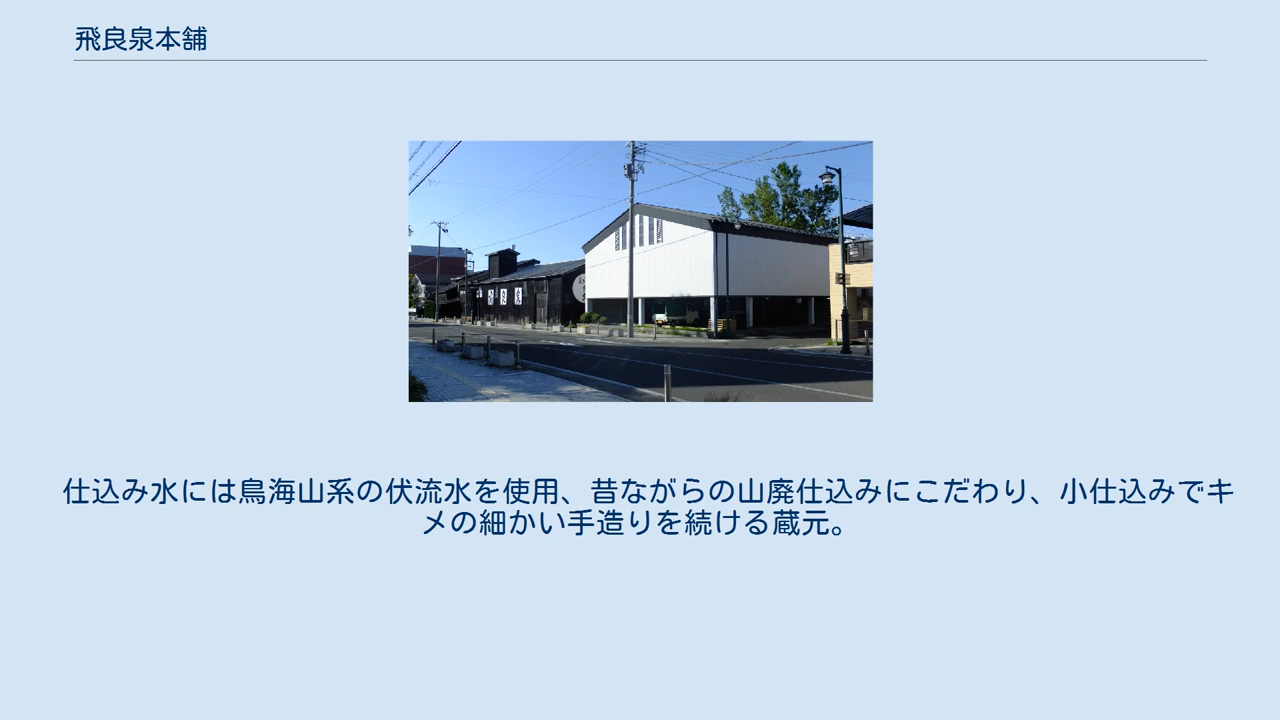 飛良泉本舗
仕込み水には鳥海山系の伏流水を使用、昔ながらの山廃仕込みにこだわり、小仕込みでキ
メの細かい手造りを続ける蔵元。